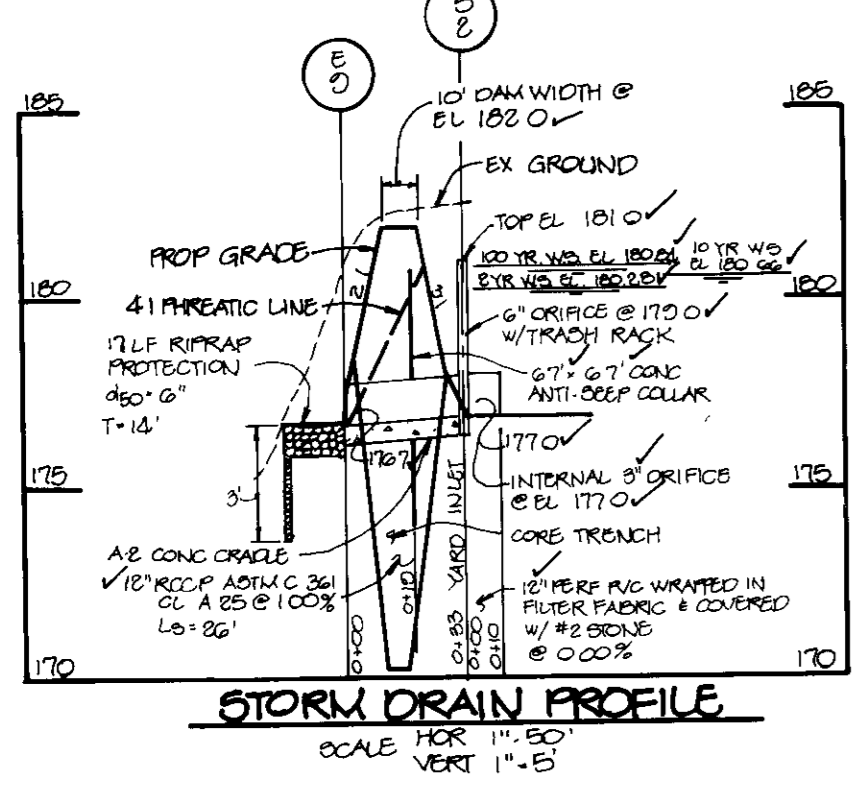 5
2
E
9
185
185
10' DAM WIDTH @
EL 182 0
EX GROUND
TOP EL 181 0
PROP GRADE
100 YR. WS. EL 180.84
10 YR WS
EL 180 66
2YR WS EL. 180.28
180
180
2
3
4 1 PHREATIC LINE
6" ORIFICE @ 179 0
W/TRASH RACK
17 LF RIPRAP
PROTECTION
d50 = 6"
T = 14'
6 7' x 6 7' CONC
ANTI-SEEP COLLAR
177 0
176 7
175
175
INTERNAL 3" ORIFICE
@ EL 177 0
3'
CORE TRENCH
A-2 CONC CRADLE
12" RCCP ASTM C 361
CL A 25 @ 1 00%
LS = 26'
12" PERF PVC WRAPPED IN
FILTER FABRIC & COVERED
W/ #2 STONE
@ 0 00%
0+00
0+19
0+33 YARD INLET
0+00
0+10
170
170
STORM DRAIN PROFILE
SCALE HOR 1"=50'
VERT 1"=5'